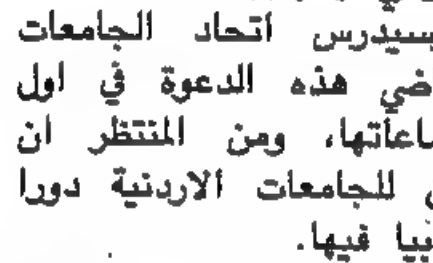 سيدرس اتحاد الجامعات
هذه الدعوة في اول
ومن المنتظر ان
للجامعات الاردنية دورا
فيها.